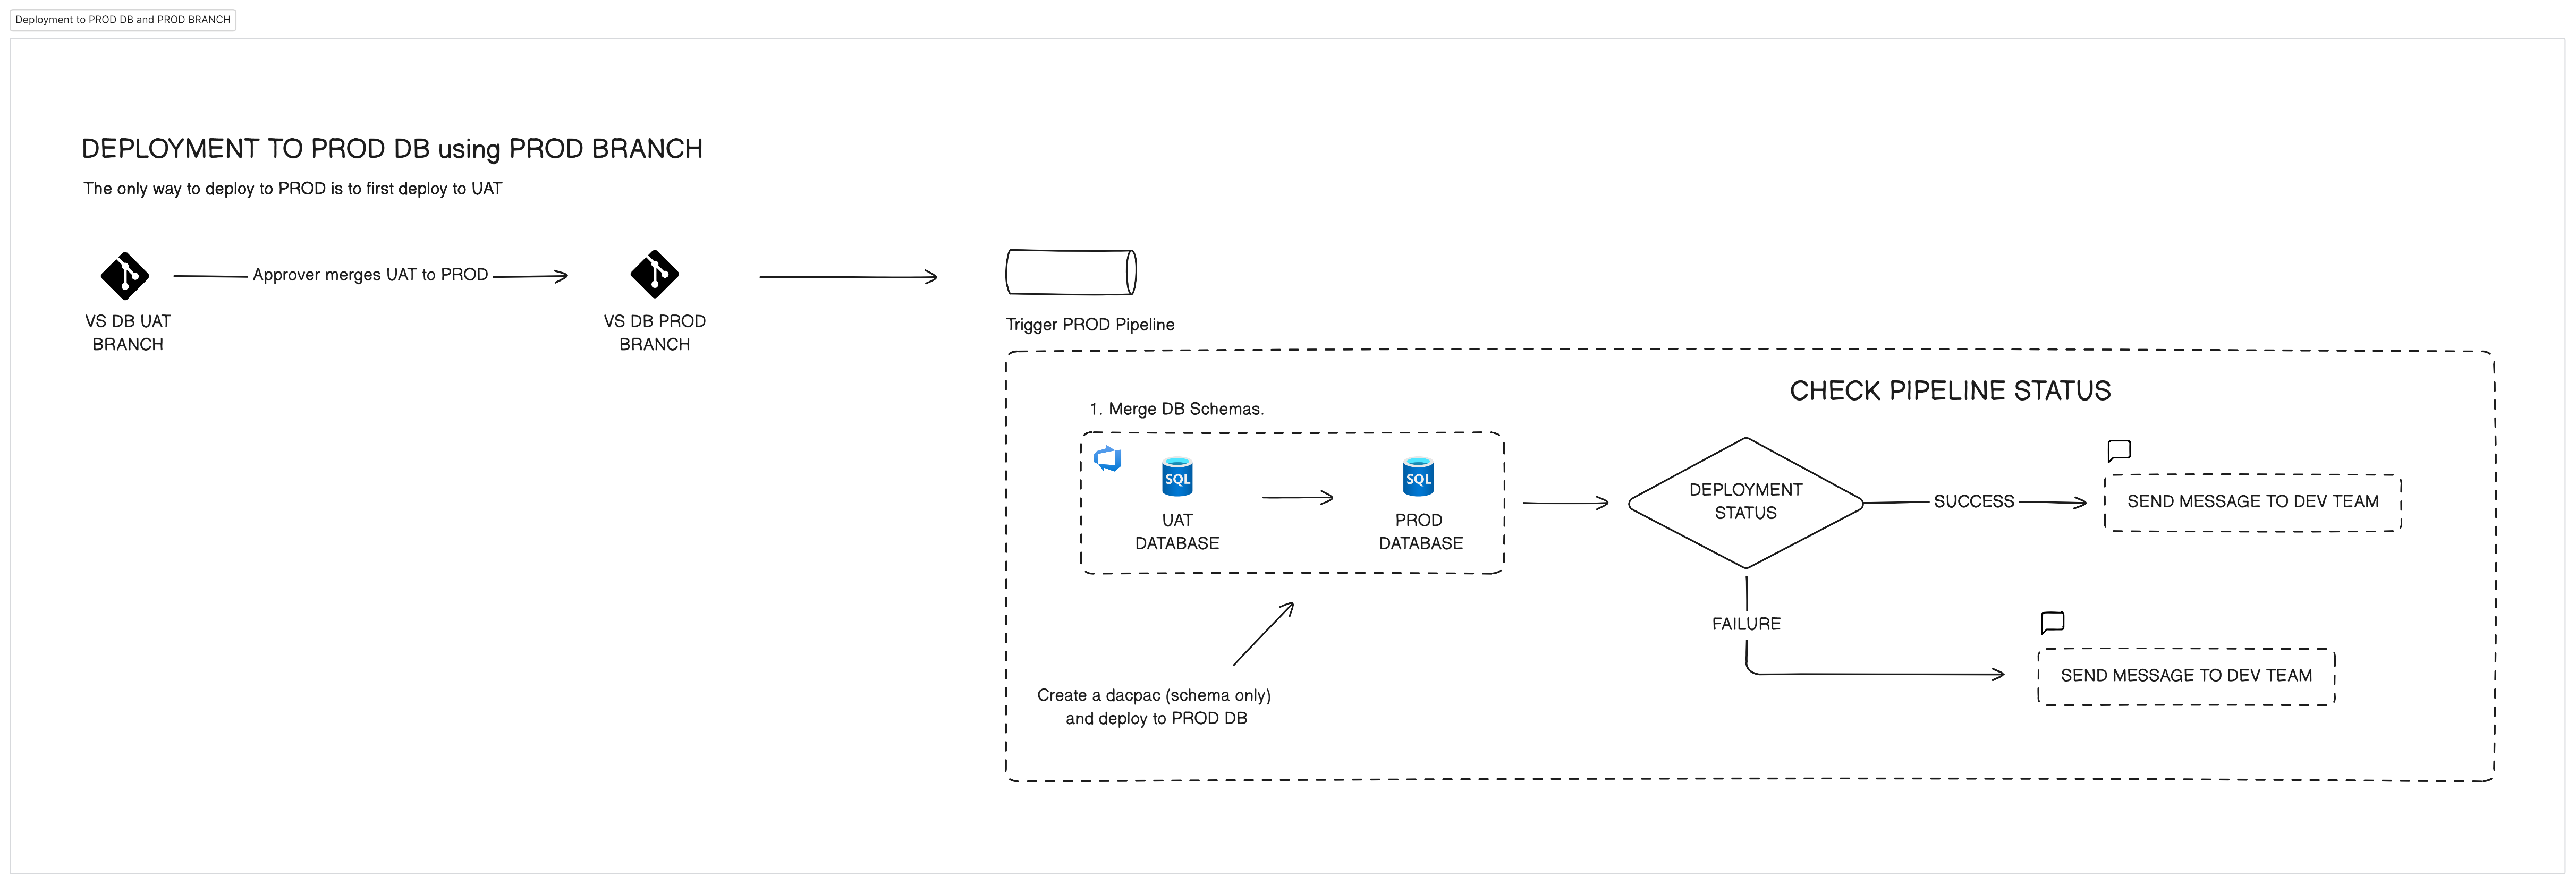 Deployment to PROD DB and PROD BRANCH
DEPLOYMENT TO PROD DB using PROD BRANCH
The only way to deploy to PROD is to first deploy to UAT
Approver merges UAT to PROD
VS DB UAT
BRANCH
VS DB PROD
BRANCH
Trigger PROD Pipeline
CHECK PIPELINE STATUS
1. Merge DB Schemas.
SQL
UAT
DATABASE
SQL
PROD
DATABASE
DEPLOYMENT
STATUS
SUCCESS
SEND MESSAGE TO DEV TEAM
FAILURE
SEND MESSAGE TO DEV TEAM
Create a dacpac (schema only)
and deploy to PROD DB